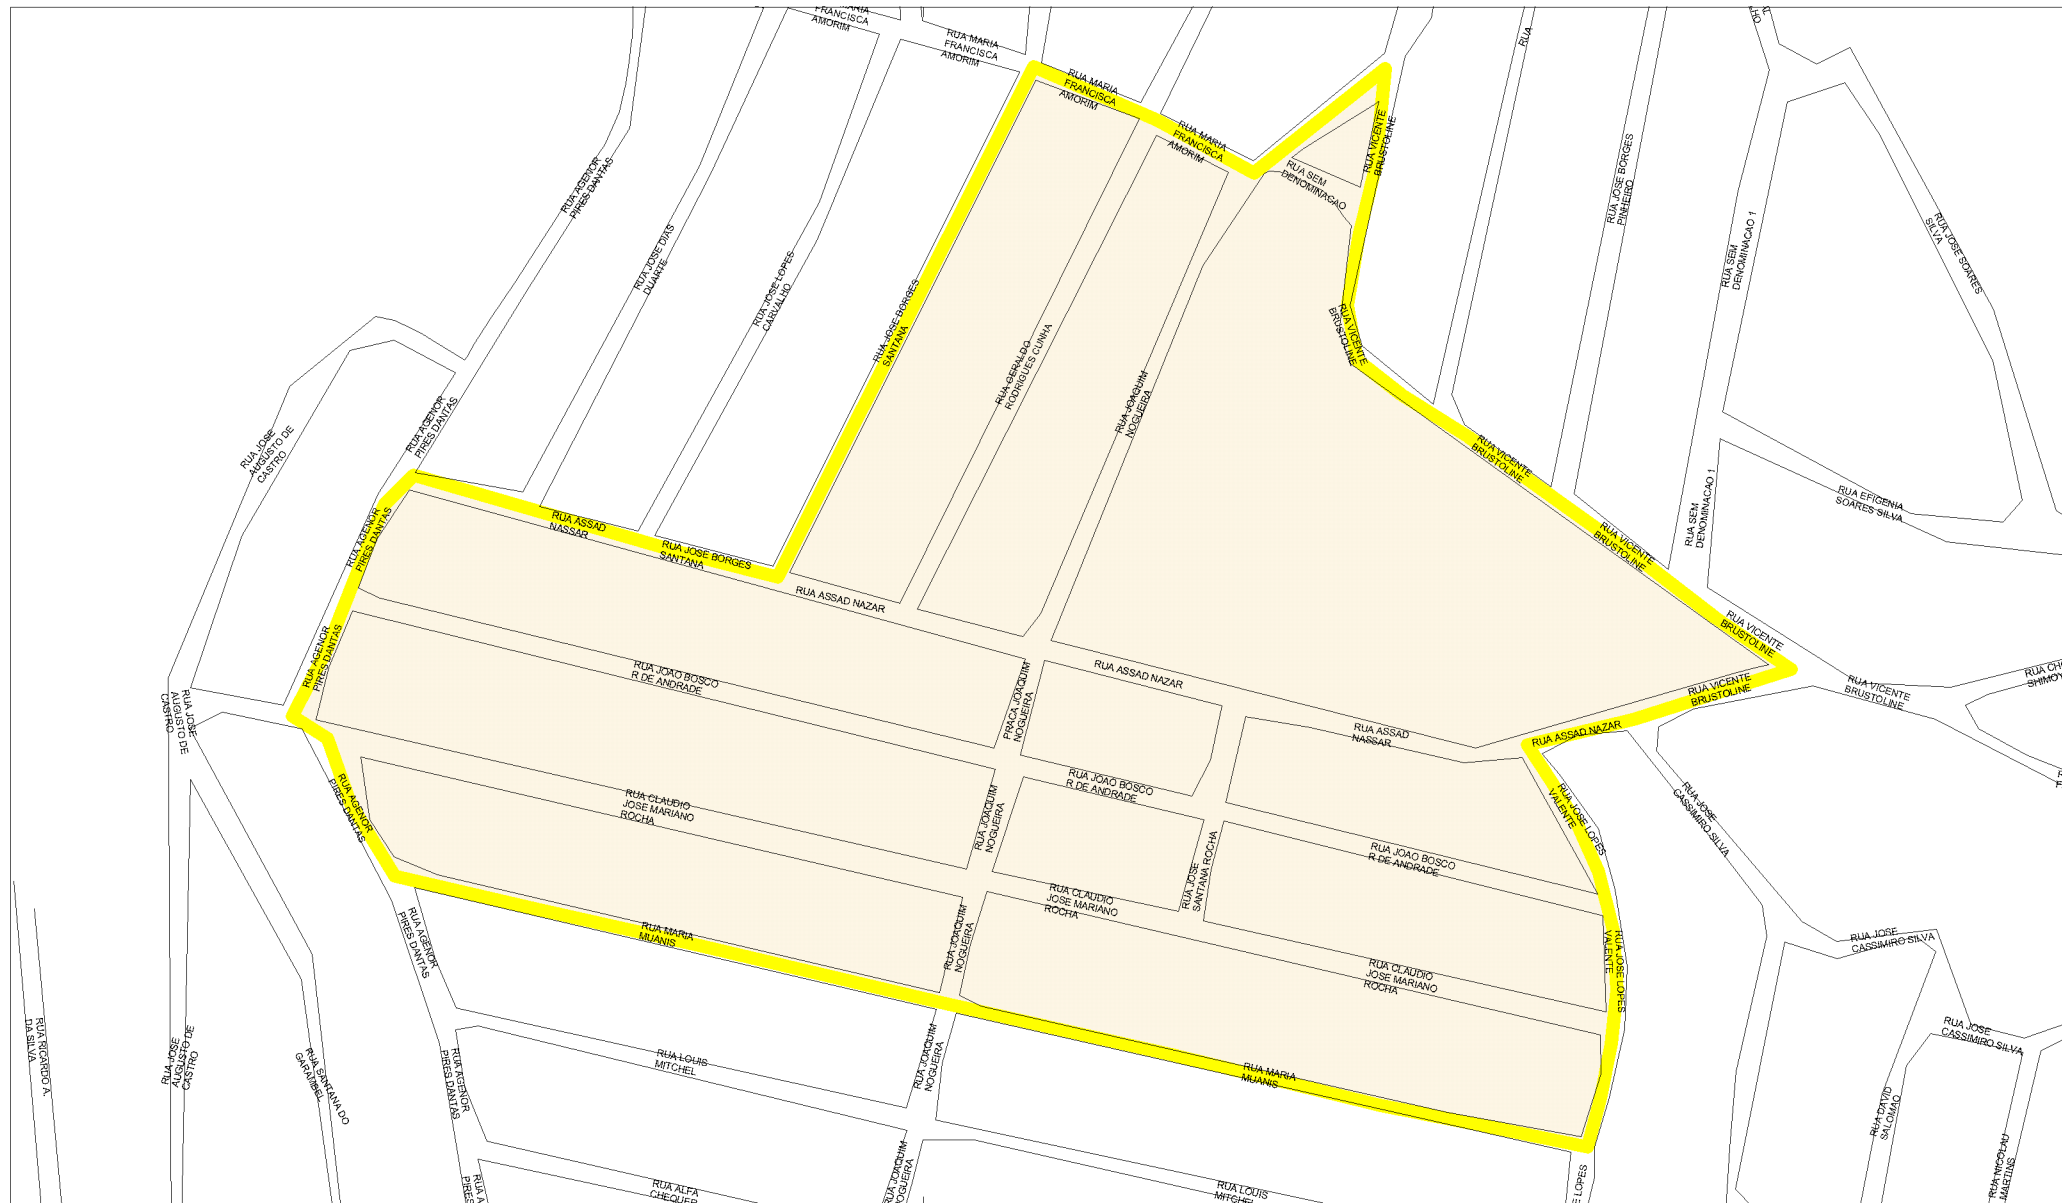 FRANCISCA
AMORIM
RUA MARIA
FRANCISCA
AMORIM
RUA MARIA
FRANCISCA
AMORIM
RUA MARIA
FRANCISCA
AMORIM
RUA
RUA VICENTE
BRUSTOLINE
RUA SEM
DENOMINACAO
RUA AGENOR
PIRES DANTAS
RUA JOSE DIAS
DUARTE
RUA JOSE LOPES
CARVALHO
RUA JOSE BORGES
SANTANA
RUA GERALDO
RODRIGUES CUNHA
RUA JOAQUIM
NOGUEIRA
RUA VICENTE
BRUSTOLINE
RUA JOSE BORGES
PINHEIRO
RUA SEM
DENOMINACAO 1
RUA JOSE SOARES
SILVA
RUA JOSE
AUGUSTO DE
CASTRO
RUA AGENOR
PIRES DANTAS
RUA VICENTE
BRUSTOLINE
RUA SEM
DENOMINACAO 1
RUA EFIGENIA
SOARES SILVA
RUA AGENOR
PIRES DANTAS
RUA ASSAD
NASSAR
RUA JOSE BORGES
SANTANA
RUA ASSAD NAZAR
RUA VICENTE
BRUSTOLINE
RUA VICENTE
BRUSTOLINE
RUA AGENOR
PIRES DANTAS
RUA JOAO BOSCO
R DE ANDRADE
PRACA JOAQUIM
NOGUEIRA
RUA ASSAD NAZAR
RUA VICENTE
BRUSTOLINE
RUA VICENTE
BRUSTOLINE
RUA JOSE
AUGUSTO DE
CASTRO
RUA ASSAD
NASSAR
RUA ASSAD NAZAR
RUA AGENOR
PIRES DANTAS
RUA CLAUDIO
JOSE MARIANO
ROCHA
RUA JOAQUIM
NOGUEIRA
RUA JOAO BOSCO
R DE ANDRADE
RUA JOSE LOPES
VALENTE
RUA JOSE
CASSIMIRO SILVA
RUA JOSE
SANTANA ROCHA
RUA JOAO BOSCO
R DE ANDRADE
RUA AGENOR
PIRES DANTAS
RUA MARIA
MUANIS
RUA JOAQUIM
NOGUEIRA
RUA CLAUDIO
JOSE MARIANO
ROCHA
RUA CLAUDIO
JOSE MARIANO
ROCHA
RUA JOSE LOPES
VALENTE
RUA JOSE
CASSIMIRO SILVA
RUA RICARDO A.
DA SILVA
RUA JOSE
AUGUSTO DE
CASTRO
RUA SANTANA DO
GARAMBEL
RUA AGENOR
PIRES DANTAS
RUA LOUIS
MITCHEL
RUA JOAQUIM
NOGUEIRA
RUA MARIA
MUANIS
RUA JOSE
CASSIMIRO SILVA
RUA DAVID
SALOMAO
RUA NICOLAU
MARTINS
RUA ALFA
CHEQUER
RUA JOAQUIM
NOGUEIRA
RUA LOUIS
LOPES